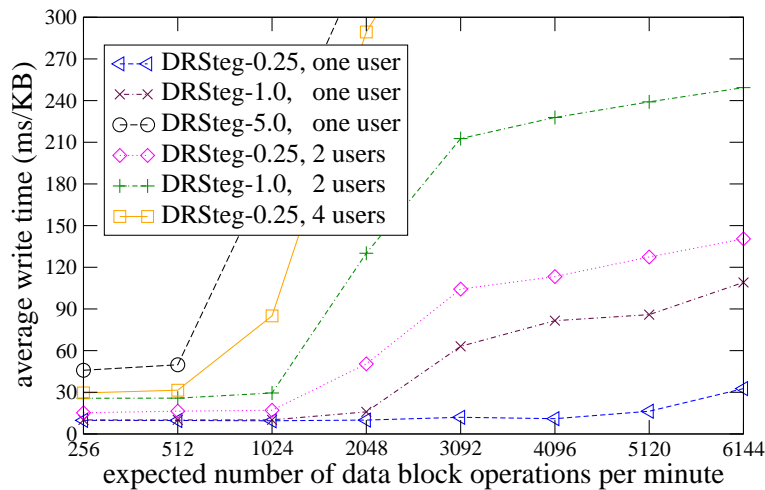 300
270
240
210
180
150
120
90
60
30
0
average write time (ms/KB)
DRSteg-0.25, one user
DRSteg-1.0, one user
DRSteg-5.0, one user
DRSteg-0.25, 2 users
DRSteg-1.0, 2 users
DRSteg-0.25, 4 users
256 512 1024 2048 3092 4096 5120 6144
expected number of data block operations per minute